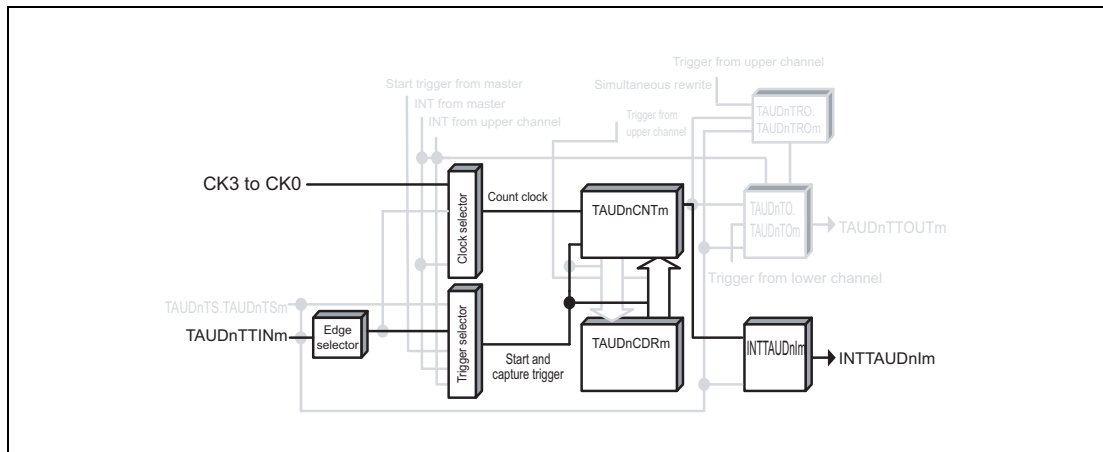 Trigger from upper channel
Simultaneous rewrite
Start trigger from master
INT from master
INT from upper channel
Trigger from
upper channel
TAUDnTRO.
TAUDnTROm
CK3 to CK0
Clock selector
Count clock
TAUDnCNTm
TAUDnTO.
TAUDnTOm
TAUDnTTOUTm
Trigger from lower channel
TAUDnTS.TAUDnTSm
TAUDnTTINm
Edge
selector
Trigger selector
Start and
capture trigger
TAUDnCDRm
INTTAUDnIm
INTTAUDnIm